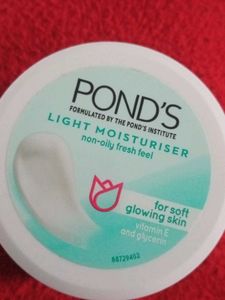 POND'S
FORMULATED BY THE POND'S INSTITUTE
LIGHT MOISTURISER
non-oily fresh feel
for soft
glowing skin
vitamin E
and glycerin
68729402